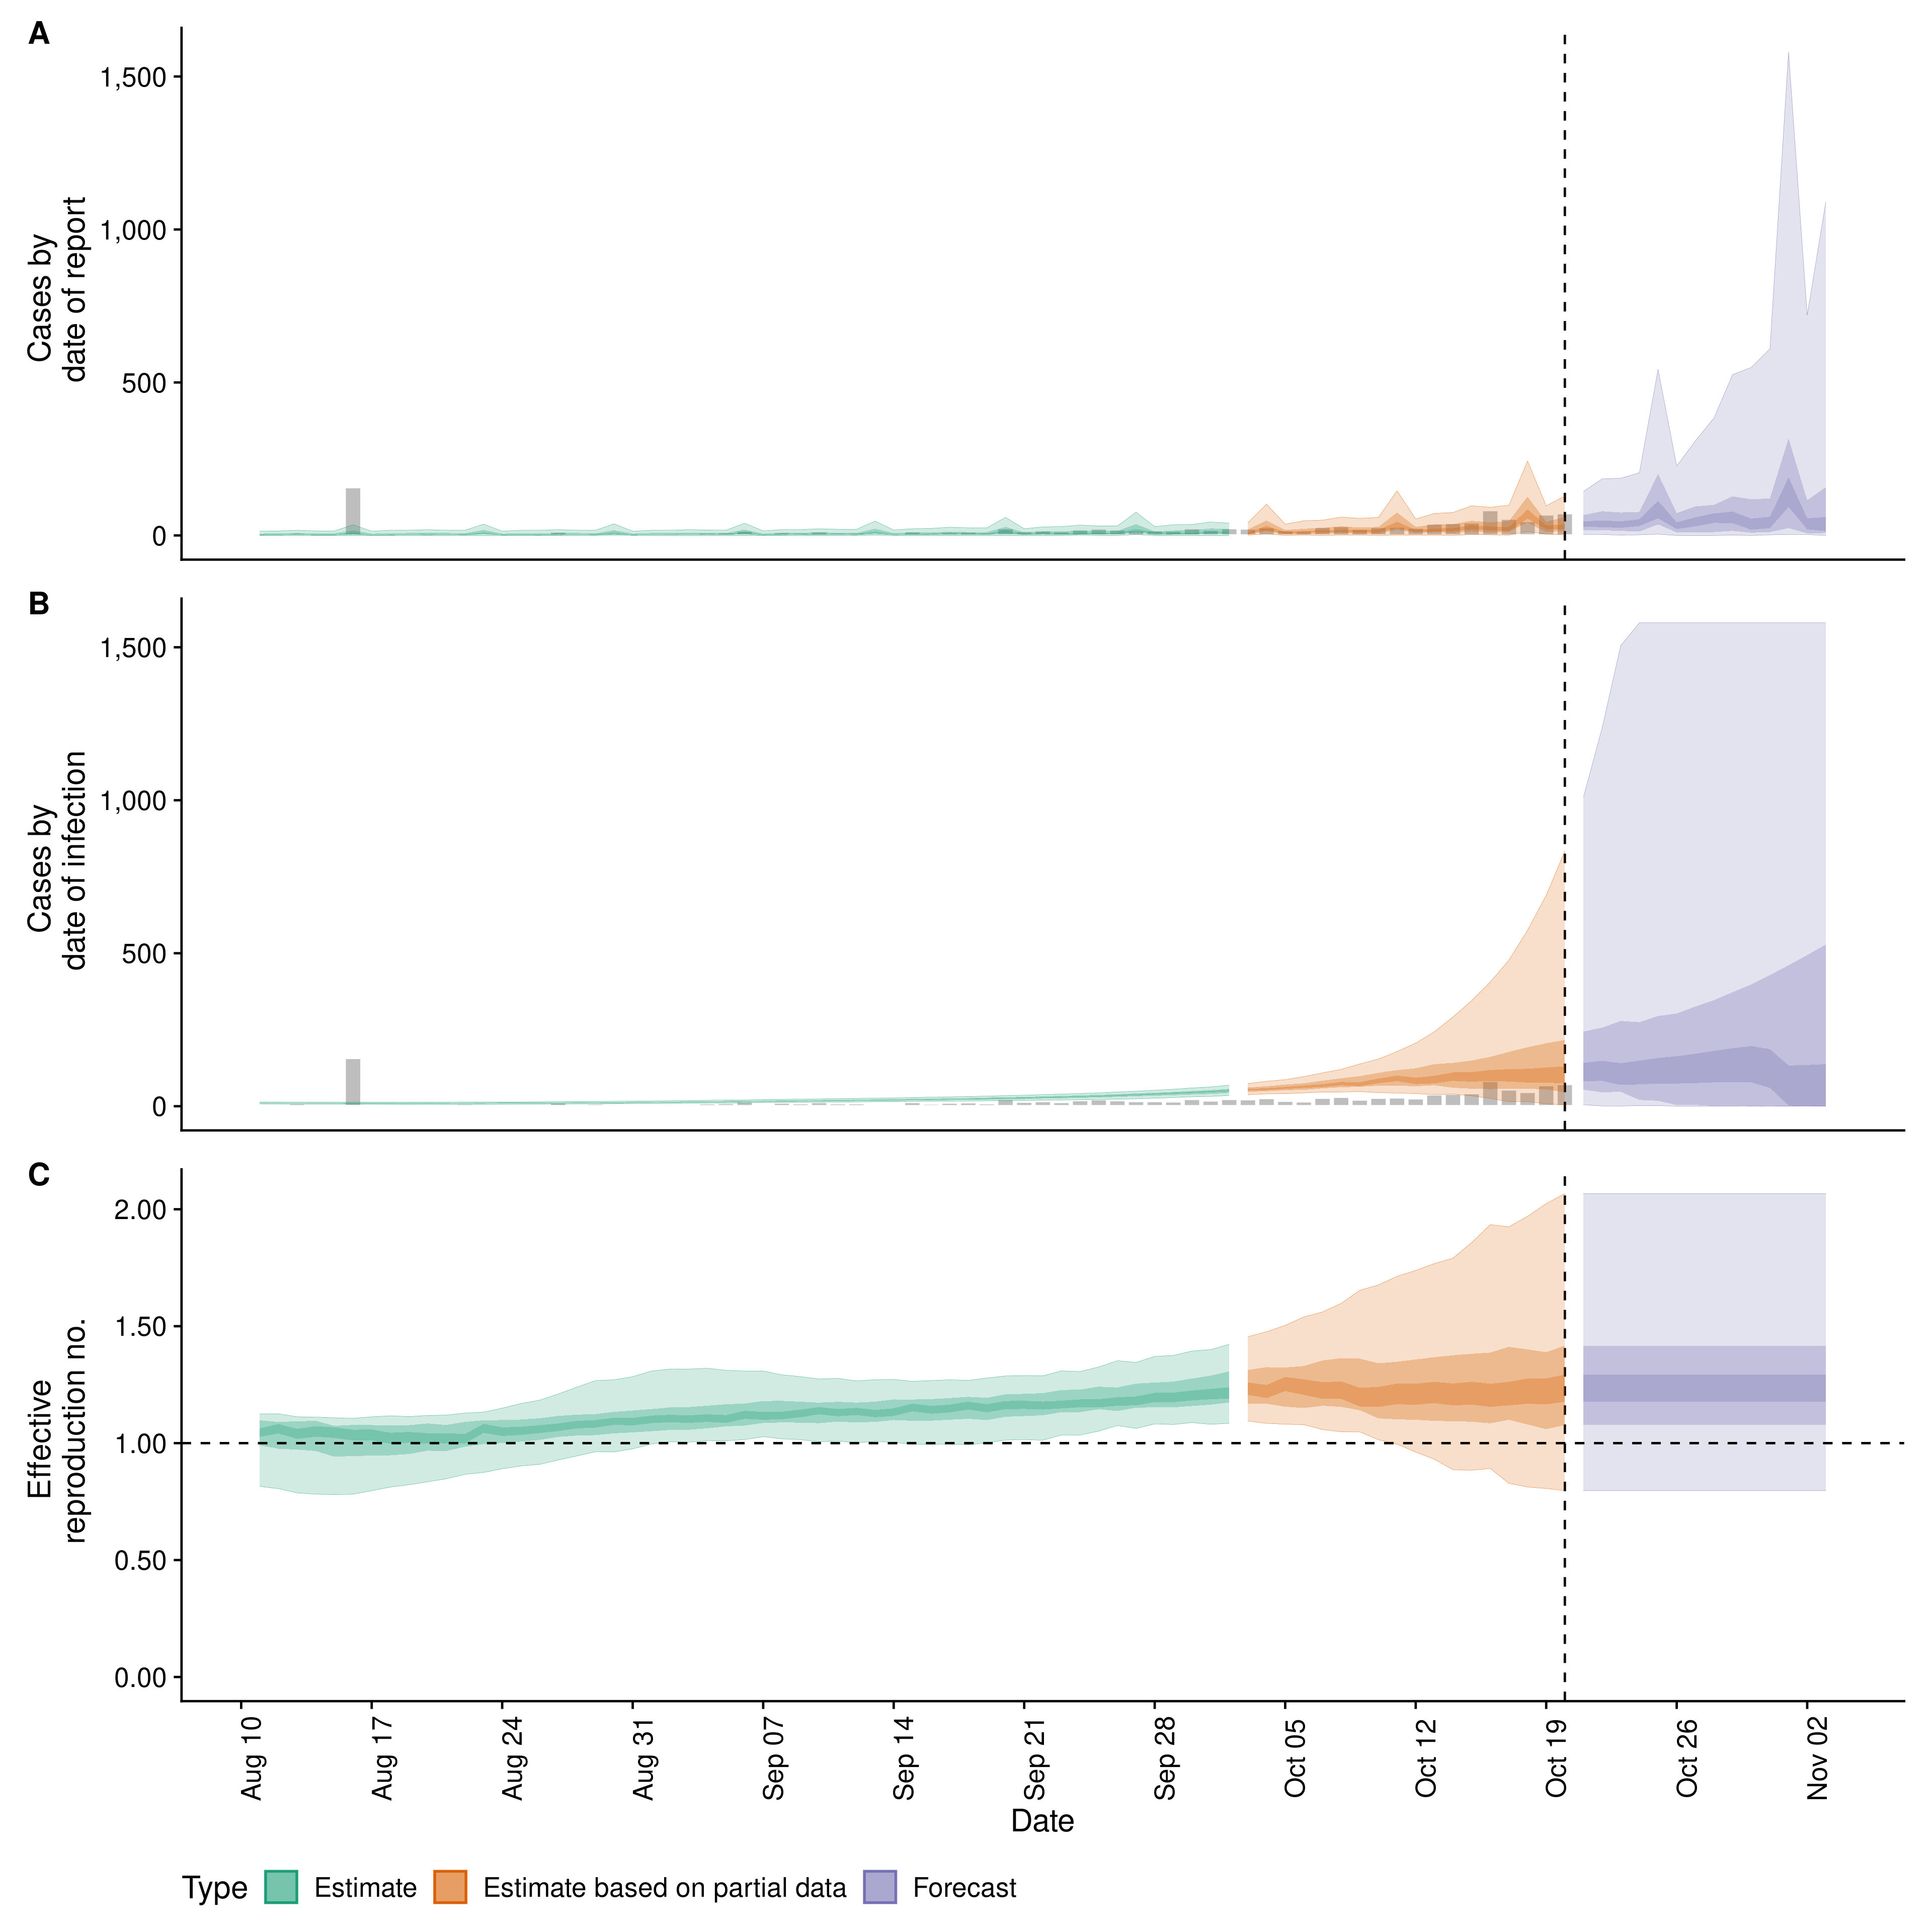 A
Cases by
date of report
1,500
1,000
500
0
B
Cases by
date of infection
1,500
1,000
500
0
C
Effective
reproduction no.
2.00
1.50
1.00
0.50
0.00
Aug 10
Aug 17
Aug 24
Aug 31
Sep 07
Sep 14
Sep 21
Sep 28
Oct 05
Oct 12
Oct 19
Oct 26
Nov 02
Date
Type Estimate Estimate based on partial data Forecast